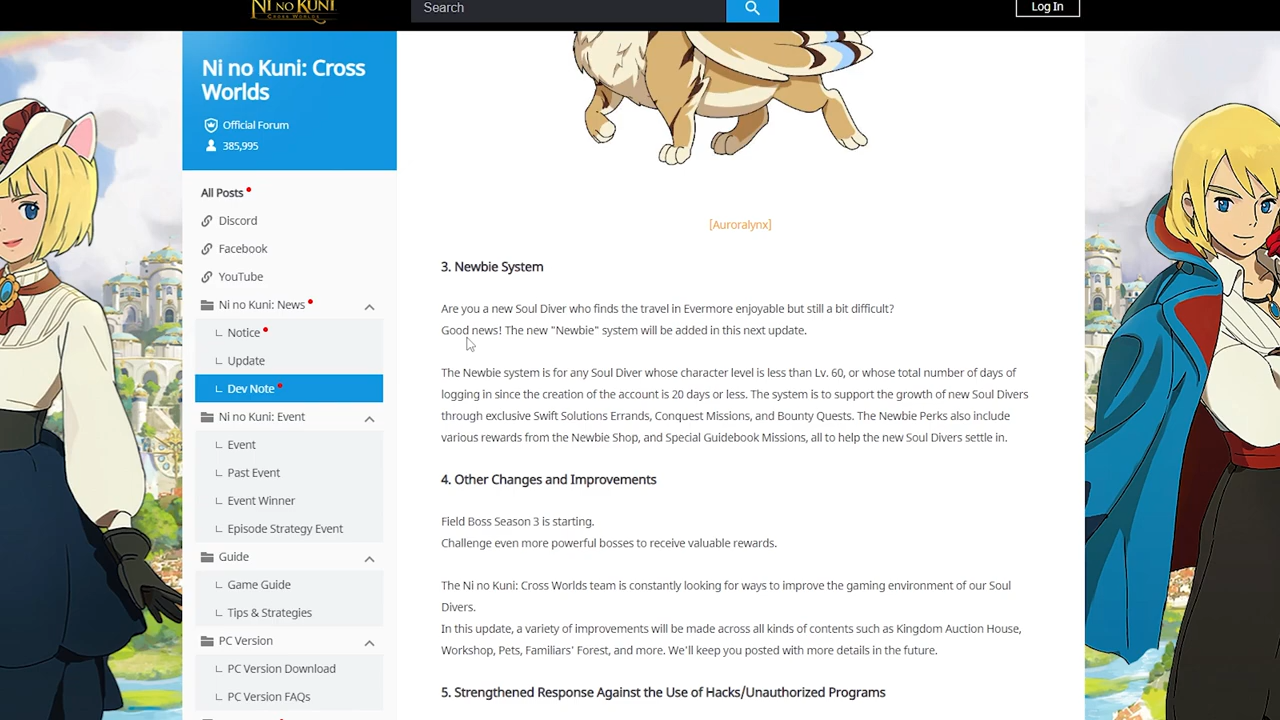 NI NO KUNI
CROSS WORLDS
Search
Log In
Ni no Kuni: Cross
Worlds
Official Forum
385,995
All Posts
Discord
Facebook
YouTube
Ni no Kuni: News
Notice
Update
Dev Note
Ni no Kuni: Event
Event
Past Event
Event Winner
Episode Strategy Event
Guide
Game Guide
Tips & Strategies
PC Version
PC Version Download
PC Version FAQs
[Auroralynx]
3. Newbie System
Are you a new Soul Diver who finds the travel in Evermore enjoyable but still a bit difficult?
Good news! The new "Newbie" system will be added in this next update.
The Newbie system is for any Soul Diver whose character level is less than Lv. 60, or whose total number of days of
logging in since the creation of the account is 20 days or less. The system is to support the growth of new Soul Divers
through exclusive Swift Solutions Errands, Conquest Missions, and Bounty Quests. The Newbie Perks also include
various rewards from the Newbie Shop, and Special Guidebook Missions, all to help the new Soul Divers settle in.
4. Other Changes and Improvements
Field Boss Season 3 is starting.
Challenge even more powerful bosses to receive valuable rewards.
The Ni no Kuni: Cross Worlds team is constantly looking for ways to improve the gaming environment of our Soul
Divers.
In this update, a variety of improvements will be made across all kinds of contents such as Kingdom Auction House,
Workshop, Pets, Familiars' Forest, and more. We'll keep you posted with more details in the future.
5. Strengthened Response Against the Use of Hacks/Unauthorized Programs